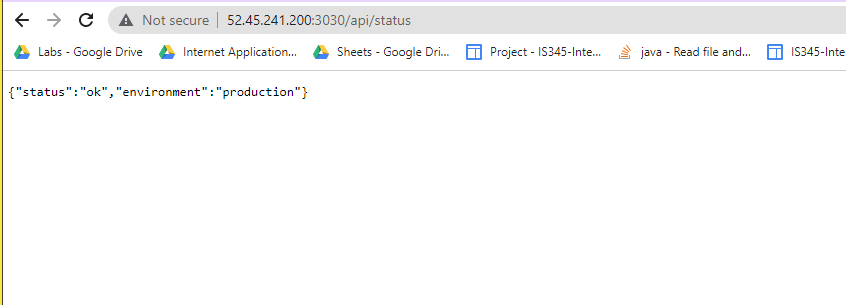 Not secure 52.45.241.200:3030/api/status
Labs - Google Drive Internet Application... Sheets - Google Dri... Project - IS345-Inte... java - Read file and... IS345-Inte
{"status":"ok","environment":"production"}